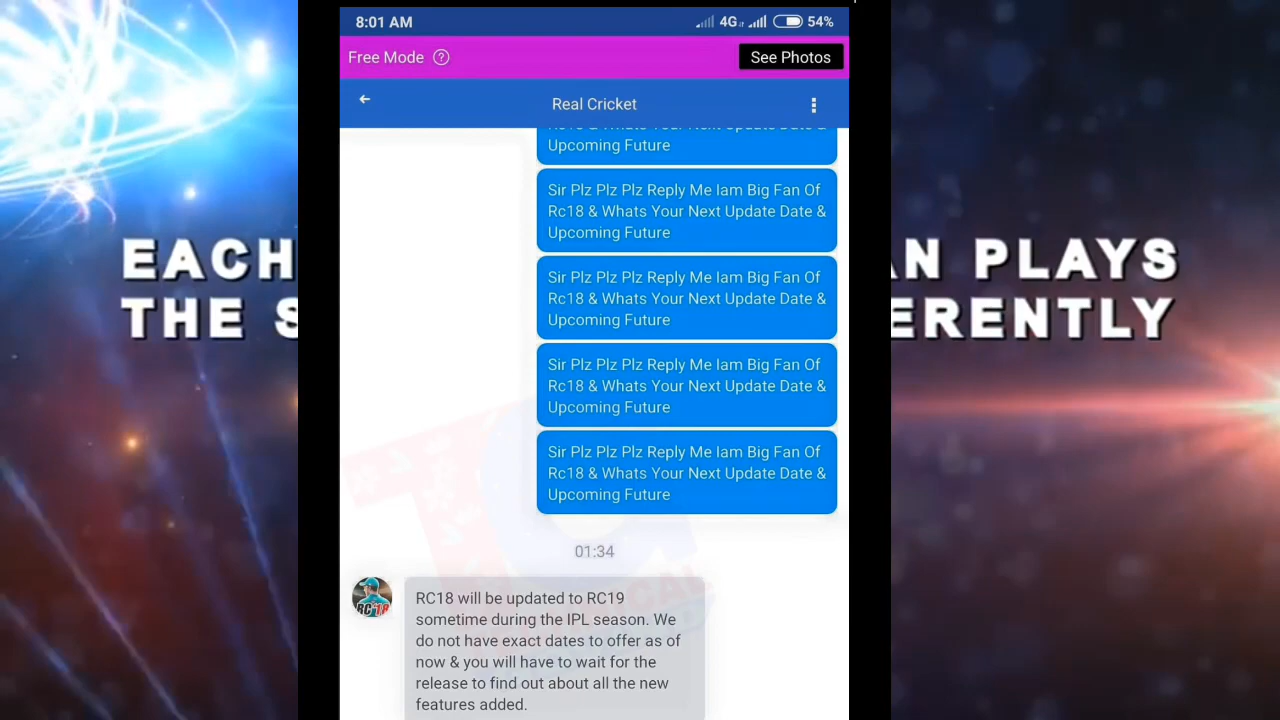 8:01 AM
4G
54%
Free Mode
See Photos
Real Cricket
Upcoming Future
Sir Plz Plz Plz Reply Me Iam Big Fan Of
Rc18 & Whats Your Next Update Date &
Upcoming Future
Sir Plz Plz Plz Reply Me Iam Big Fan Of
Rc18 & Whats Your Next Update Date &
Upcoming Future
Sir Plz Plz Plz Reply Me Iam Big Fan Of
Rc18 & Whats Your Next Update Date &
Upcoming Future
Sir Plz Plz Plz Reply Me Iam Big Fan Of
Rc18 & Whats Your Next Update Date &
Upcoming Future
01:34
RC18
RC18 will be updated to RC19
sometime during the IPL season. We
do not have exact dates to offer as of
now & you will have to wait for the
release to find out about all the new
features added.
EACH
AN PLAYS
THE S
ERENTLY